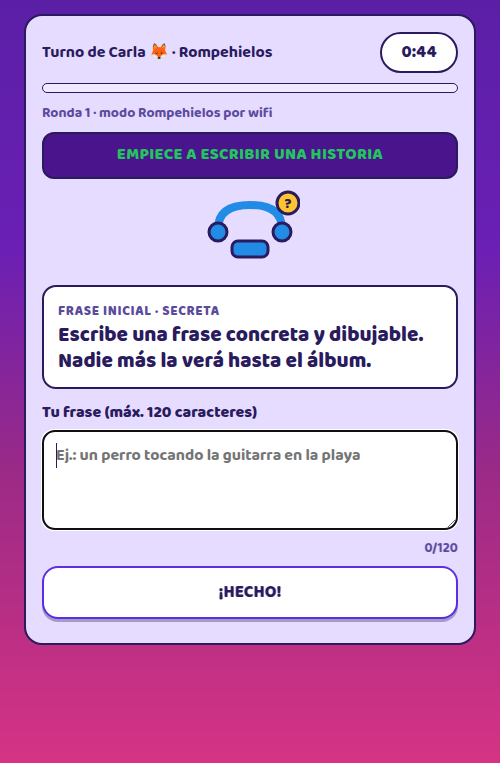 Turno de Carla 🦊 · Rompehielos
0:44
Ronda 1 · modo Rompehielos por wifi
EMPIECE A ESCRIBIR UNA HISTORIA
?
FRASE INICIAL · SECRETA
Escribe una frase concreta y dibujable.
Nadie más la verá hasta el álbum.
Tu frase (máx. 120 caracteres)
Ej.: un perro tocando la guitarra en la playa
0/120
¡HECHO!